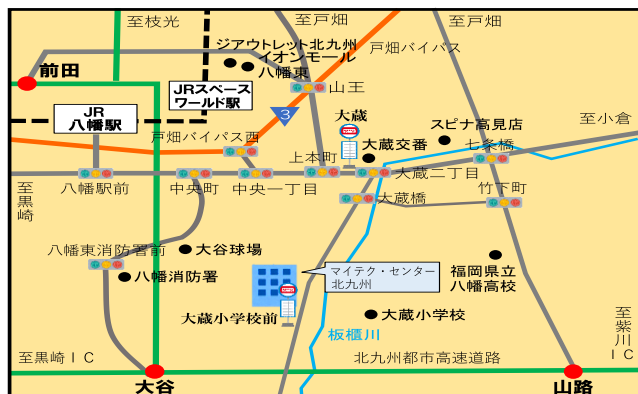 至枝光
至戸畑
至戸畑
ジアウトレット北九州
イオンモール
八幡東
戸畑バイパス
前田
JRスペース
ワールド駅
山王
3
大蔵
至小倉
JR
八幡駅
戸畑バイパス西
スピナ高見店
大蔵交番
七条橋
上本町
大蔵二丁目
至黒崎
八幡駅前
中央町
中央一丁目
大蔵橋
竹下町
八幡東消防署前
大谷球場
八幡消防署
マイテク・センター
北九州
福岡県立
八幡高校
大蔵小学校前
大蔵小学校
板櫃川
至紫川IC
至黒崎IC
北九州都市高速道路
大谷
山路